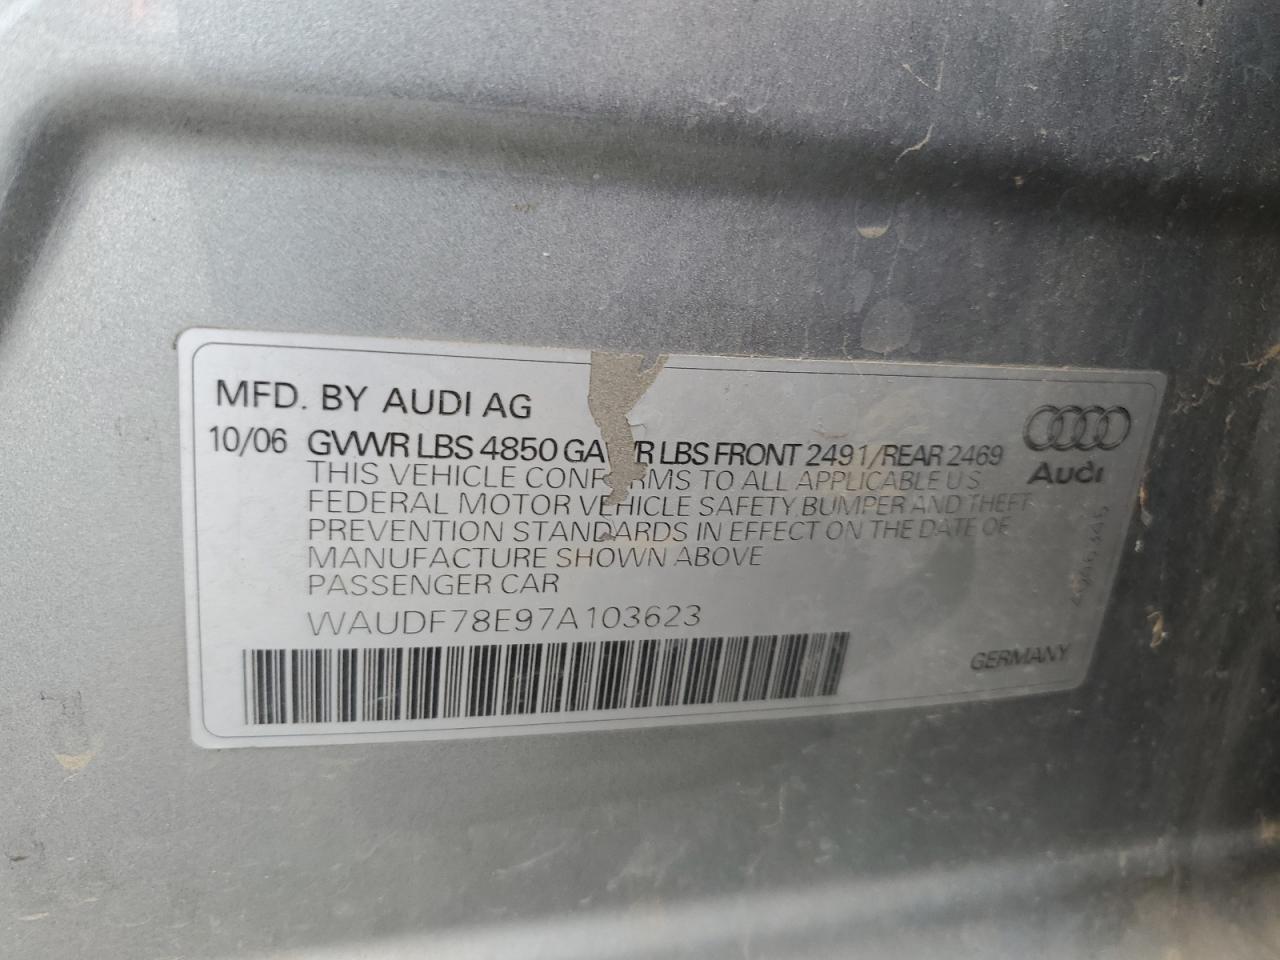 MFD. BY AUDI AG
10/06 GVWR LBS 4850 GAWR LBS FRONT 2491/REAR 2469
THIS VEHICLE CONFORMS TO ALL APPLICABLE US
FEDERAL MOTOR VEHICLE SAFETY BUMPER AND THEFT
PREVENTION STANDARDS IN EFFECT ON THE DATE OF
MANUFACTURE SHOWN ABOVE
PASSENGER CAR
WAUDF78E97A103623
Audi
GERMANY